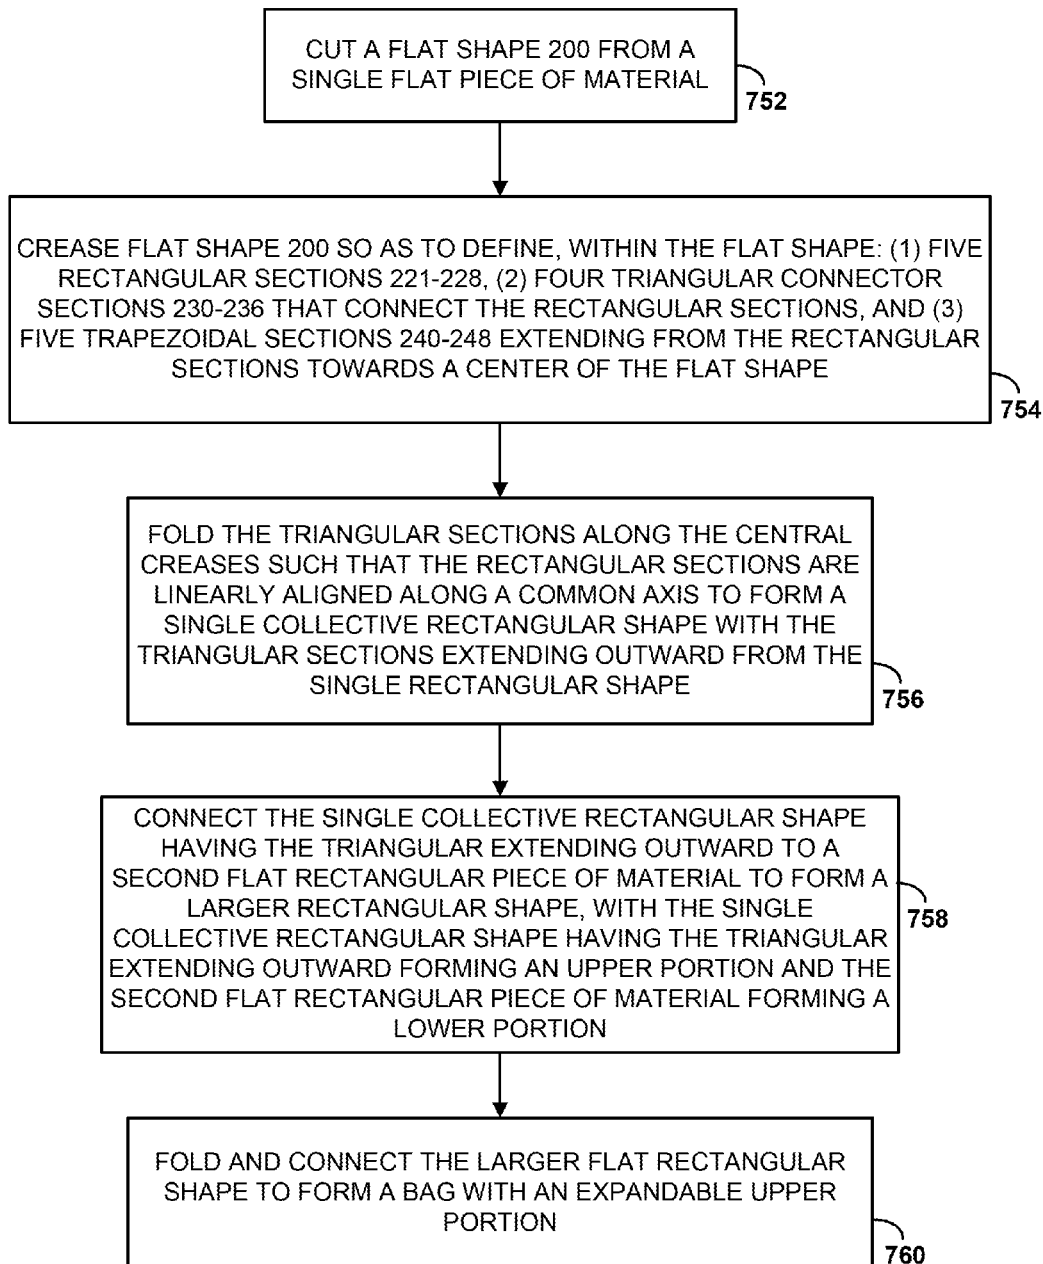 CUT A FLAT SHAPE 200 FROM A
SINGLE FLAT PIECE OF MATERIAL
752
CREASE FLAT SHAPE 200 SO AS TO DEFINE, WITHIN THE FLAT SHAPE: (1) FIVE
RECTANGULAR SECTIONS 221-228, (2) FOUR TRIANGULAR CONNECTOR
SECTIONS 230-236 THAT CONNECT THE RECTANGULAR SECTIONS, AND (3)
FIVE TRAPEZOIDAL SECTIONS 240-248 EXTENDING FROM THE RECTANGULAR
SECTIONS TOWARDS A CENTER OF THE FLAT SHAPE
754
FOLD THE TRIANGULAR SECTIONS ALONG THE CENTRAL
CREASES SUCH THAT THE RECTANGULAR SECTIONS ARE
LINEARLY ALIGNED ALONG A COMMON AXIS TO FORM A
SINGLE COLLECTIVE RECTANGULAR SHAPE WITH THE
TRIANGULAR SECTIONS EXTENDING OUTWARD FROM THE
SINGLE RECTANGULAR SHAPE
756
CONNECT THE SINGLE COLLECTIVE RECTANGULAR SHAPE
HAVING THE TRIANGULAR EXTENDING OUTWARD TO A
SECOND FLAT RECTANGULAR PIECE OF MATERIAL TO FORM A
LARGER RECTANGULAR SHAPE, WITH THE SINGLE
COLLECTIVE RECTANGULAR SHAPE HAVING THE TRIANGULAR
EXTENDING OUTWARD FORMING AN UPPER PORTION AND THE
SECOND FLAT RECTANGULAR PIECE OF MATERIAL FORMING A
LOWER PORTION
758
FOLD AND CONNECT THE LARGER FLAT RECTANGULAR
SHAPE TO FORM A BAG WITH AN EXPANDABLE UPPER
PORTION
760